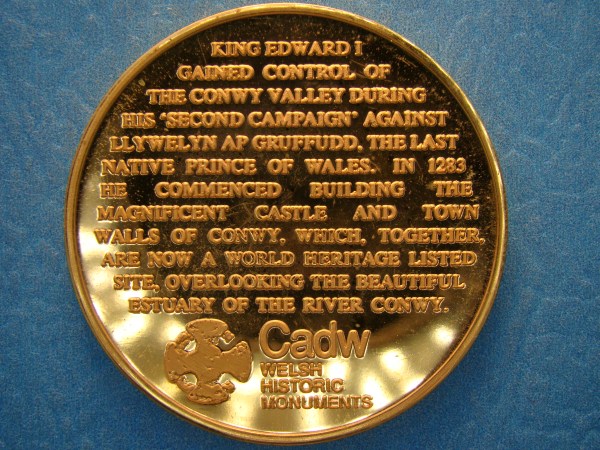 KING EDWARD I
GAINED CONTROL OF
THE CONWY VALLEY DURING
HIS 'SECOND CAMPAIGN' AGAINST
LLYWELYN AP GRUFFUDD, THE LAST
NATIVE PRINCE OF WALES. IN 1283
HE COMMENCED BUILDING THE
MAGNIFICENT CASTLE AND TOWN
WALLS OF CONWY, WHICH, TOGETHER,
ARE NOW A WORLD HERITAGE LISTED
SITE, OVERLOOKING THE BEAUTIFUL
ESTUARY OF THE RIVER CONWY.
Cadw
WELSH
HISTORIC
MONUMENTS